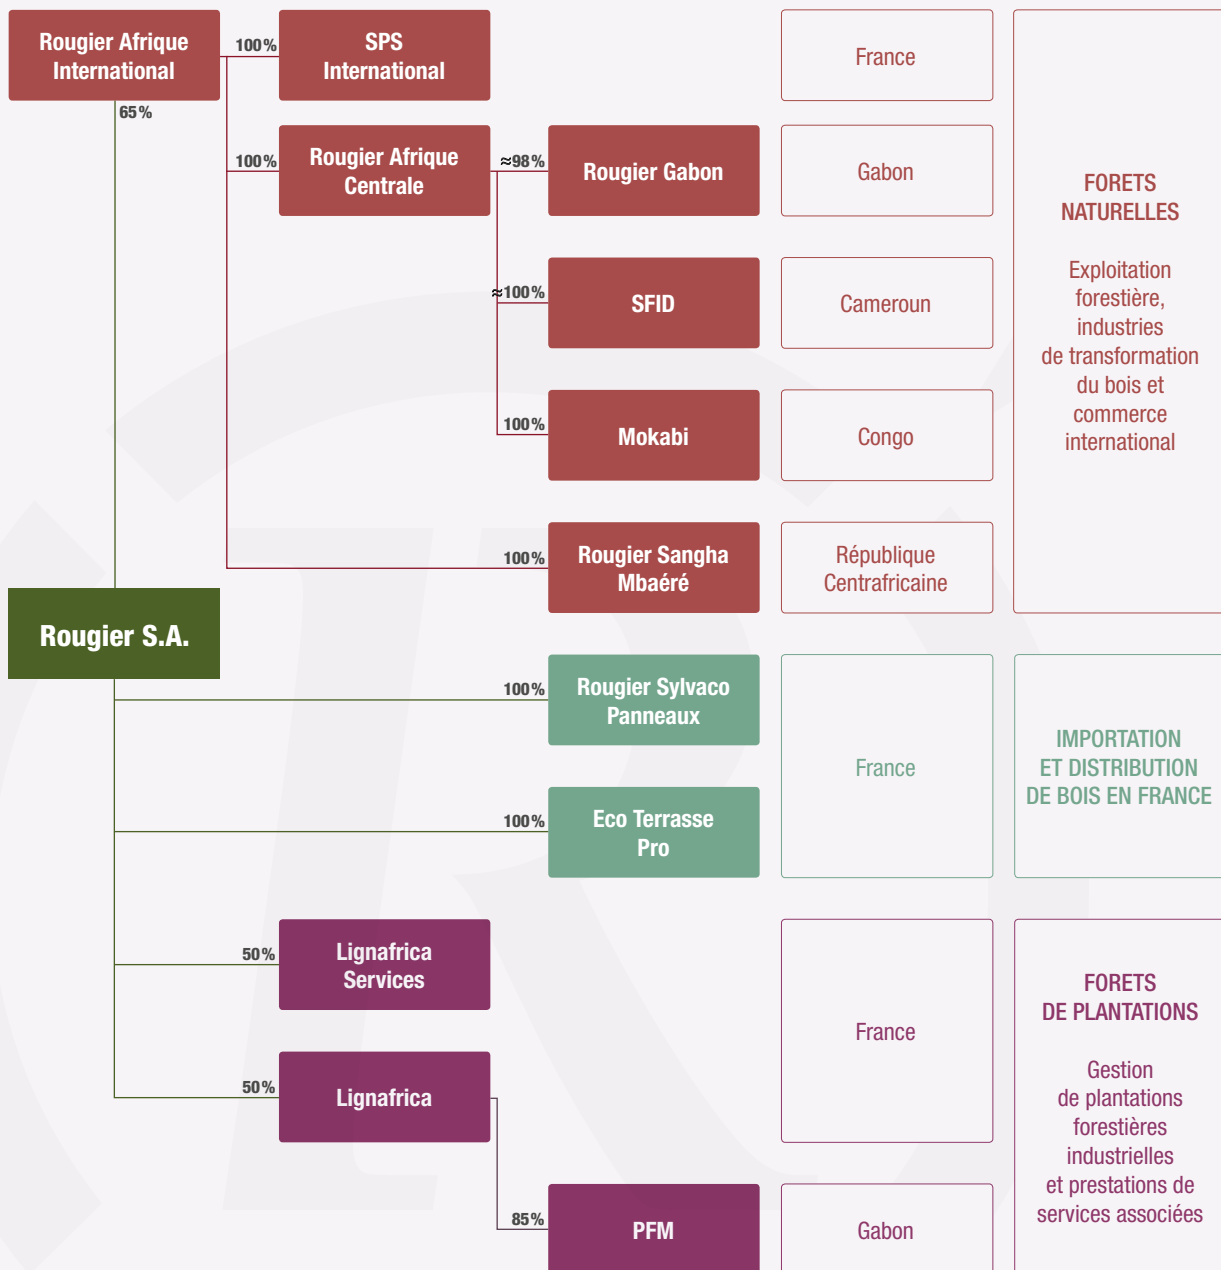 Rougier Afrique
International
100%
SPS
International
France
65%
100%
Rougier Afrique
Centrale
≈98%
Rougier Gabon
Gabon
FORETS
NATURELLES
Exploitation
forestière,
industries
de transformation
du bois et
commerce
international
≈100%
SFID
Cameroun
100%
Mokabi
Congo
100%
Rougier Sangha
Mbaéré
République
Centrafricaine
Rougier S.A.
100%
Rougier Sylvaco
Panneaux
France
IMPORTATION
ET DISTRIBUTION
DE BOIS EN FRANCE
100%
Eco Terrasse
Pro
50%
Lignafrica
Services
France
FORETS
DE PLANTATIONS
Gestion
de plantations
forestières
industrielles
et prestations de
services associées
50%
Lignafrica
85%
PFM
Gabon